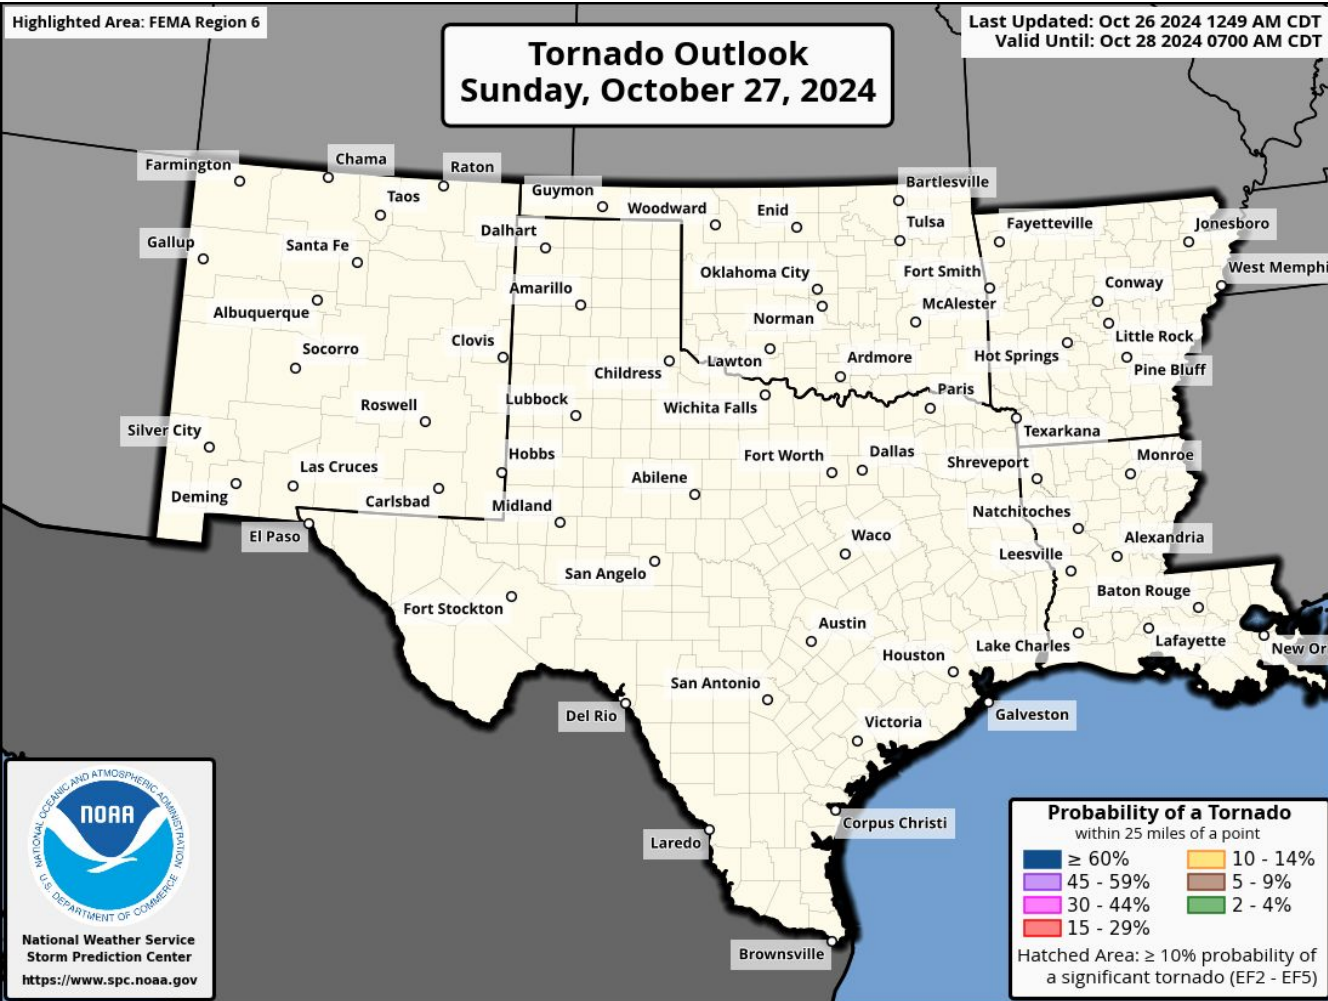 Highlighted Area: FEMA Region 6
Last Updated: Oct 26 2024 1249 AM CDT
Valid Until: Oct 28 2024 0700 AM CDT
Tornado Outlook
Sunday, October 27, 2024
Farmington
Chama
Raton
Taos
Guymon
Woodward
Enid
Bartlesville
Tulsa
Fayetteville
Jonesboro
Gallup
Santa Fe
Dalhart
Oklahoma City
Fort Smith
West Memphi
Amarillo
Conway
Albuquerque
Norman
McAlester
Socorro
Clovis
Little Rock
Childress
Lawton
Ardmore
Hot Springs
Pine Bluff
Roswell
Lubbock
Wichita Falls
Paris
Silver City
Texarkana
Las Cruces
Hobbs
Abilene
Fort Worth
Dallas
Shreveport
Monroe
Deming
Carlsbad
Midland
Natchitoches
El Paso
Waco
Leesville
Alexandria
San Angelo
Baton Rouge
Fort Stockton
Austin
Lake Charles
Lafayette
New Or
Houston
San Antonio
Del Rio
Victoria
Galveston
Corpus Christi
Laredo
Brownsville
NATIONAL OCEANIC AND ATMOSPHERIC ADMINISTRATION
NOAA
U.S. DEPARTMENT OF COMMERCE
National Weather Service
Storm Prediction Center
https://www.spc.noaa.gov
Probability of a Tornado
within 25 miles of a point
≥ 60%
45 - 59%
30 - 44%
15 - 29%
10 - 14%
5 - 9%
2 - 4%
Hatched Area: ≥ 10% probability of
a significant tornado (EF2 - EF5)